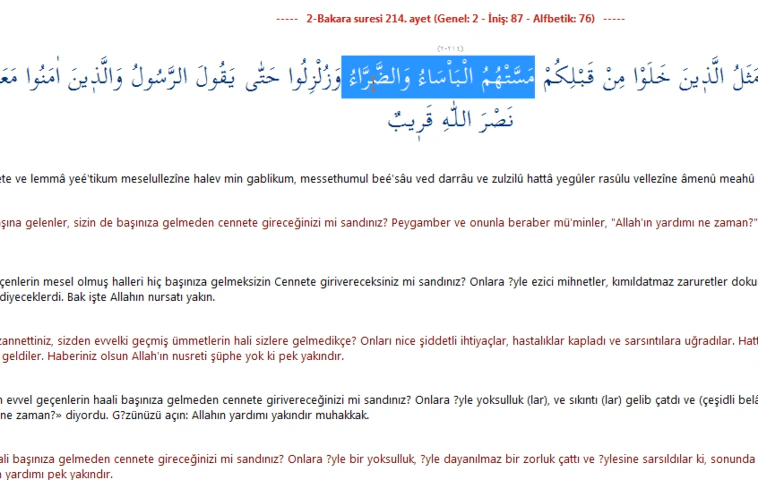 ----- 2-Bakara suresi 214. ayet (Genel: 2 - İniş: 87 - Alfbetik: 76) -----
(٢-٢١٤)
مَثَلُ الَّذ۪ينَ خَلَوْا مِنْ قَبْلِكُمْ مَسَّتْهُمُ الْبَأْسَاءُ وَالضَّرَّاءُ وَزُلْزِلُوا حَتّٰى يَقُولَ الرَّسُولُ وَالَّذ۪ينَ اٰمَنُوا
نَصْرَ اللّٰهِ قَر۪يبٌ
ve lemmâ yeé'tikum meselullezîne halev min gablikum, messethumul beé'sâu ved darrâu ve zulzilû hattâ yegûler rasûlu vellezîne âmenû meahû
gelenler, sizin de başınıza gelmeden cennete gireceğinizi mi sandınız? Peygamber ve onunla beraber mü'minler, "Allah'ın yardımı ne zaman?"
mesel olmuş halleri hiç başınıza gelmeksizin Cennete girivereceksiniz mi sandınız? Onlara ?yle ezici mihnetler, kımıldatmaz zaruretler
diyeceklerdi. Bak işte Allahın nursatı yakın.
zannettiniz, sizden evvelki geçmiş ümmetlerin hali sizlere gelmedikçe? Onları nice şiddetli ihtiyaçlar, hastalıklar kapladı ve sarsıntılara uğradılar.
geldiler. Haberiniz olsun Allah'ın nusreti şüphe yok ki pek yakındır.
evvel geçenlerin haali başınıza gelmeden cennete girivereceğinizi mi sandınız? Onlara ?yle yoksulluk (lar), ve sıkıntı (lar) gelib çatdı ve (çeşidli
ne zaman?» diyordu. G?zünüzü açın: Allahın yardımı yakındır muhakkak.
başınıza gelmeden cennete gireceğinizi mi sandınız? Onlara ?yle bir yoksulluk, ?yle dayanılmaz bir zorluk çattı ve ?ylesine sarsıldılar ki, sonunda
yardımı pek yakındır.